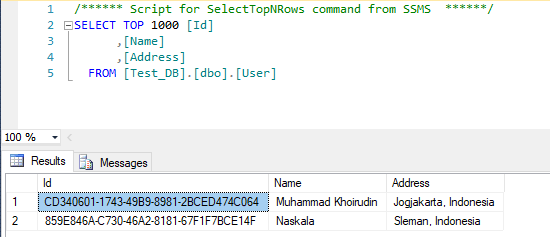 1 /****** Script for SelectTopNRows command from SSMS ******/
2 SELECT TOP 1000 [Id]
3 ,[Name]
4 ,[Address]
5 FROM [Test_DB].[dbo].[User]
100 %
Results Messages
Id Name Address
1 CD340601-1743-49B9-8981-2BCED474C064 Muhammad Khoirudin Jogjakarta, Indonesia
2 859E846A-C730-46A2-8181-67F1F7BCE14F Naskala Sleman, Indonesia